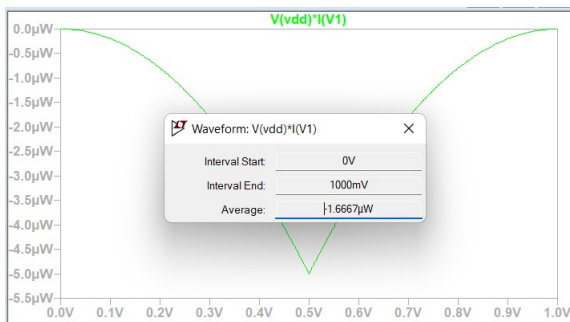 V(vdd)*I(V1)
0.0µW
-0.5µW
-1.0µW
-1.5µW
-2.0µW
-2.5µW
-3.0µW
-3.5µW
-4.0µW
-4.5µW
-5.0µW
-5.5µW
Waveform: V(vdd)*I(V1)
Interval Start: 0V
Interval End: 1000mV
Average: -1.6667µW
0.0V 0.1V 0.2V 0.3V 0.4V 0.5V 0.6V 0.7V 0.8V 0.9V 1.0V